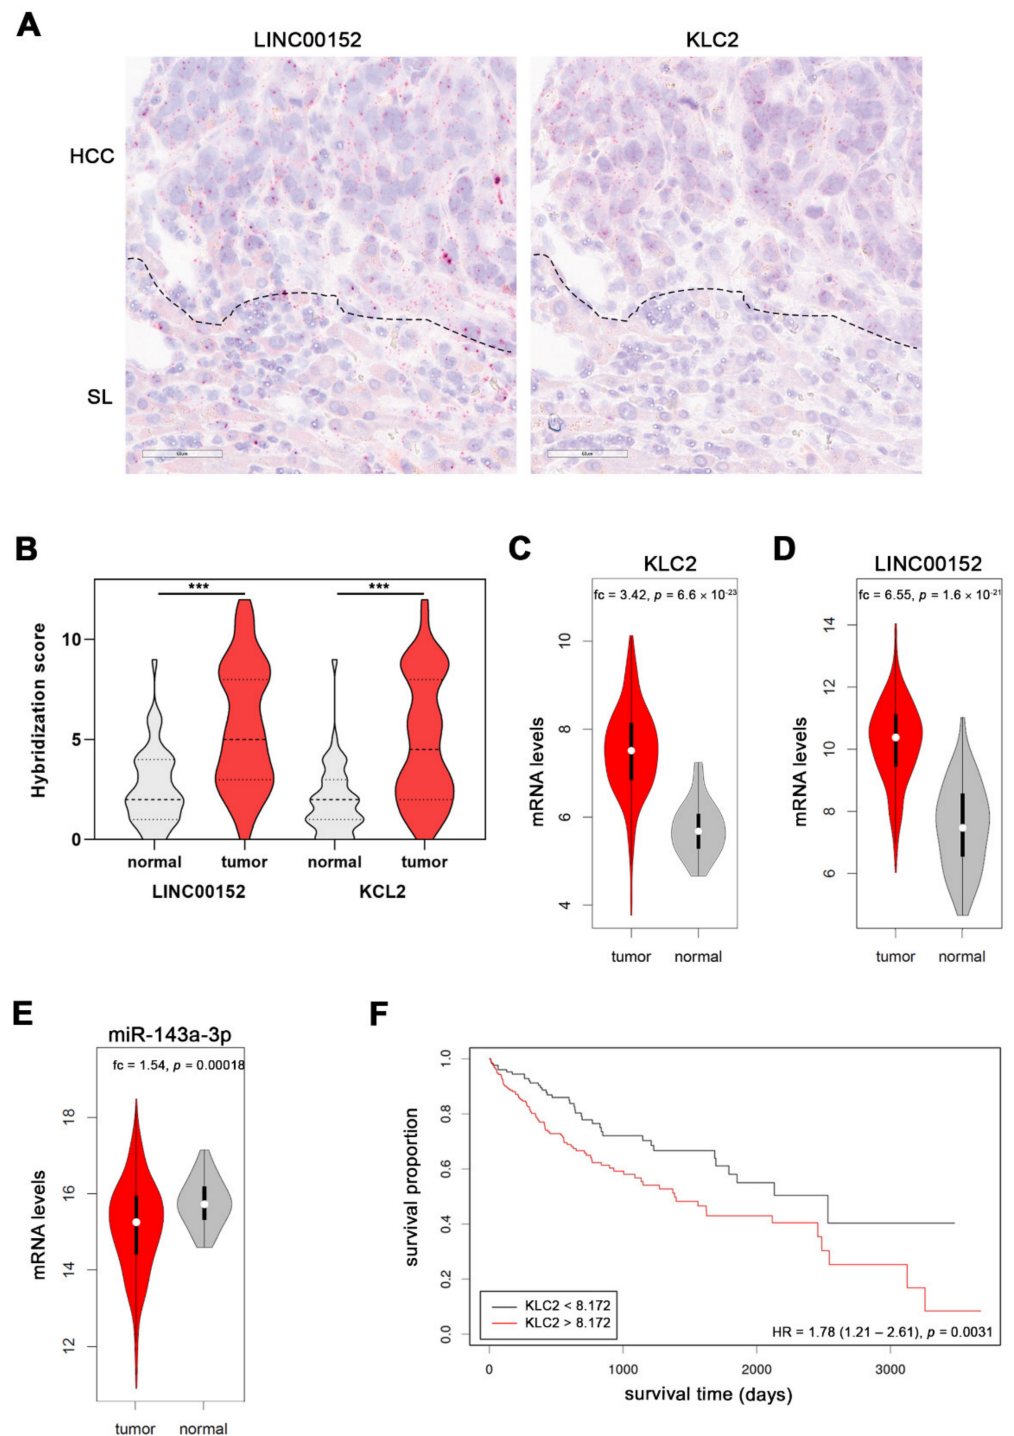 A
LINC00152
KLC2
HCC
SL
B
Hybridization score
10
5
0
***
***
normal
tumor
normal
tumor
LINC00152
KCL2
C
KLC2
fc = 3.42, p = 6.6 × 10-23
mRNA levels
10
8
6
4
tumor
normal
D
LINC00152
fc = 6.55, p = 1.6 × 10-21
mRNA levels
14
12
10
8
6
tumor
normal
E
miR-143a-3p
fc = 1.54, p = 0.00018
mRNA levels
18
16
14
12
tumor
normal
F
survival proportion
1.0
0.8
0.6
0.4
0.2
0.0
KLC2 < 8.172
KLC2 > 8.172
HR = 1.78 (1.21 – 2.61), p = 0.0031
0
1000
2000
3000
survival time (days)